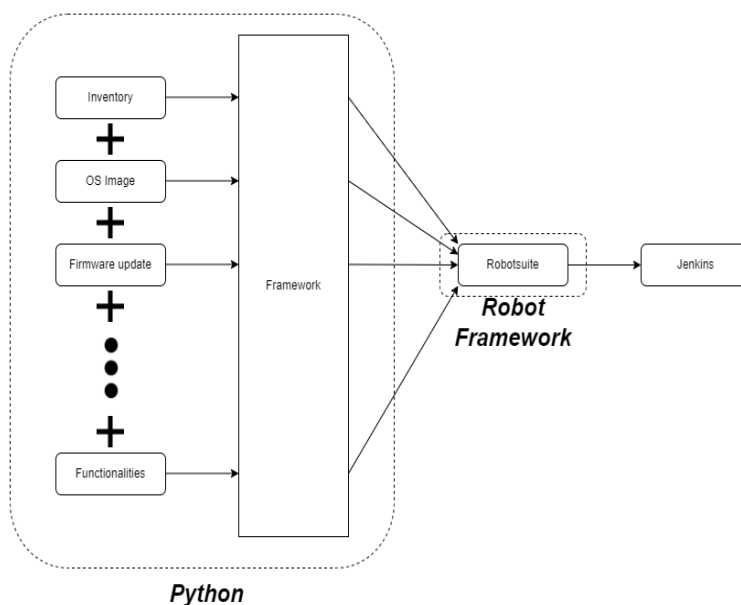 Inventory
OS Image
Firmware update
Functionalities
Framework
Robotsuite
Robot
Framework
Jenkins
Python